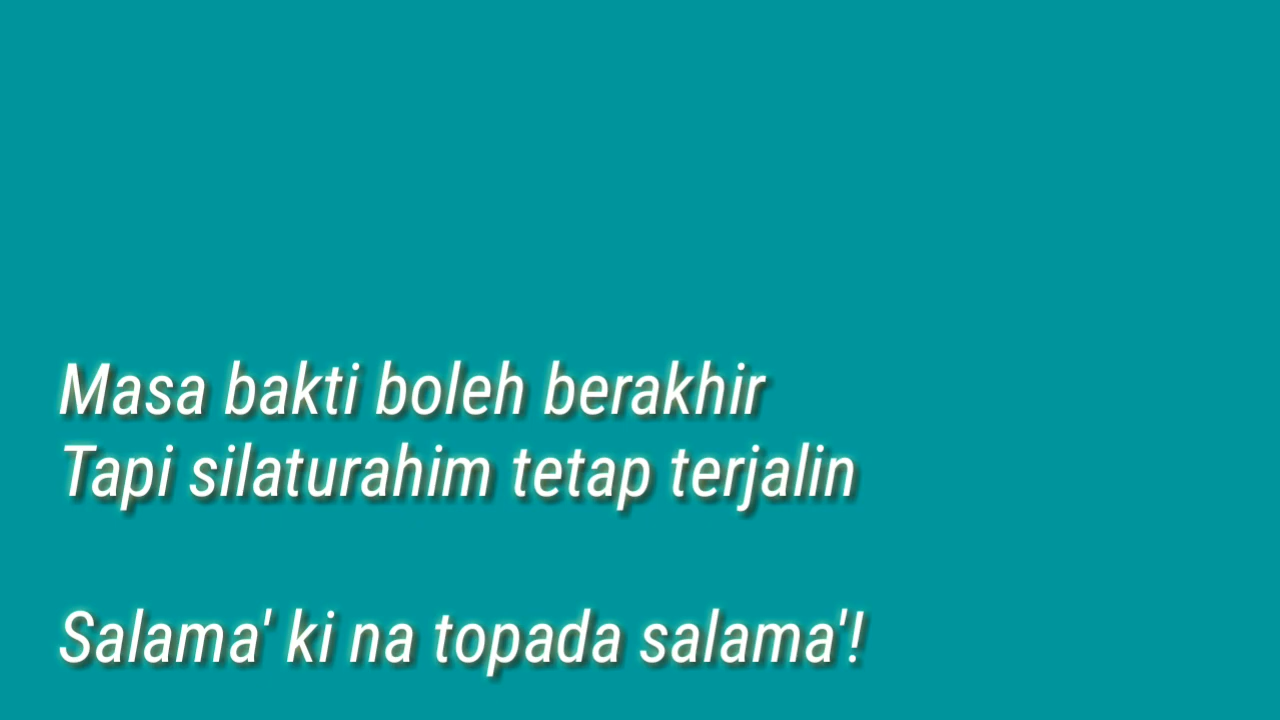 Masa bakti boleh berakhir
Tapi silaturahim tetap terjalin
Salama' ki na topada salama'!